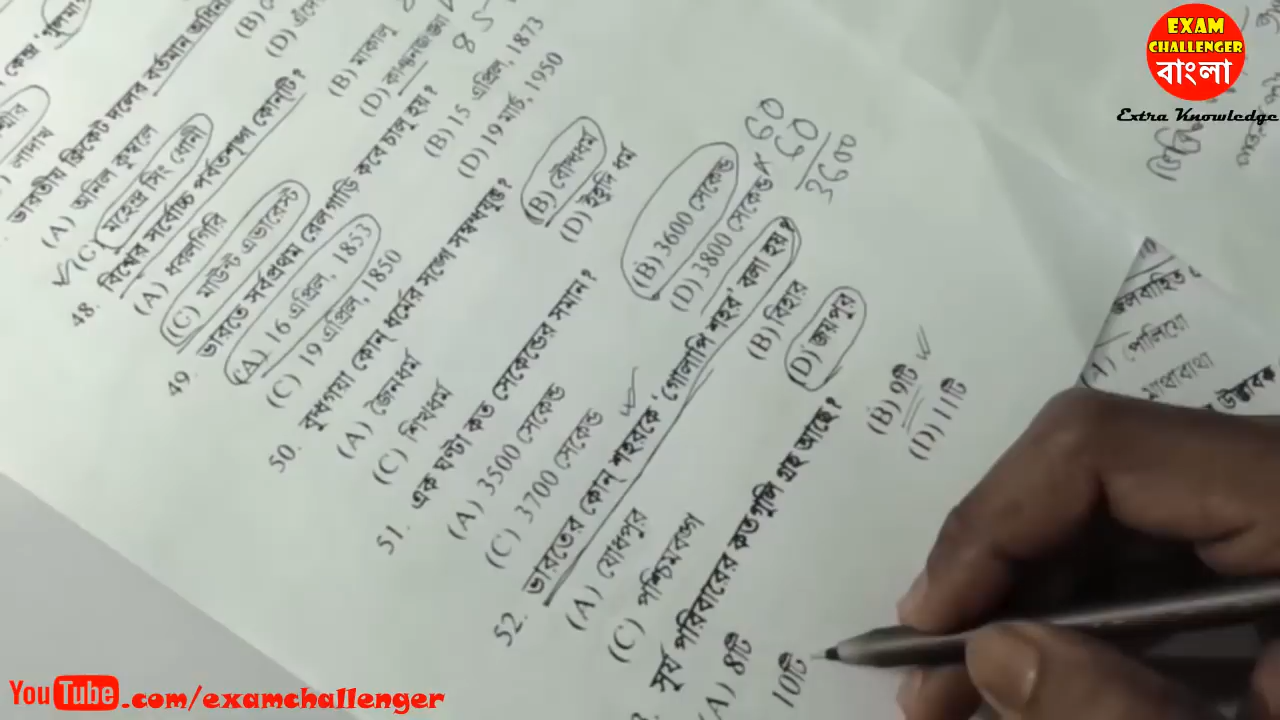 EXAM
CHALLENGER
বাংলা
Extra Knowledge
কেন্দ্র
ভারতীয় ক্রিকেট দলের বর্তমান
(A) অনিল কুম্বলে
(B)
(C) মহেন্দ্র সিং ধোনী
(D)
48. বিশ্বের সর্বোচ্চ পর্বতশৃঙ্গ কোন্‌টি ?
(A) ধবলগিরি
(B) মাকালু
(C) মাউন্ট এভারেস্ট
(D) কাঞ্চনজঙ্ঘা
49. ভারতে সর্বপ্রথম রেল গাড়ি কবে চালু হয় ?
(A) 16 এপ্রিল, 1853
(B) 15 এপ্রিল, 1873
(C) 19 এপ্রিল, 1850
(D) 19 মার্চ, 1950
50. বুদ্ধগয়া কোন্ ধর্মের সঙ্গে সম্বন্ধযুক্ত ?
(A) জৈনধর্ম
(B) বৌদ্ধধর্ম
(C) শিখধর্ম
(D) ইহুদি ধর্ম
51. এক ঘণ্টা কত সেকেন্ডের সমান ?
(A) 3500 সেকেন্ড
(B) 3600 সেকেন্ড
(C) 3700 সেকেন্ড
(D) 3800 সেকেন্ড
60
60
3600
52. ভারতের কোন্ শহরকে 'গোলাপি শহর' বলা হয় ?
(A) যোধপুর
(B) বিহার
(C) পশ্চিমবঙ্গ
(D) জয়পুর
সূর্য পরিবারের কতগুলি গ্রহ আছে ?
(A) 8টি
(B) 9টি
10টি
(D) 11টি
YouTube.com/examchallenger